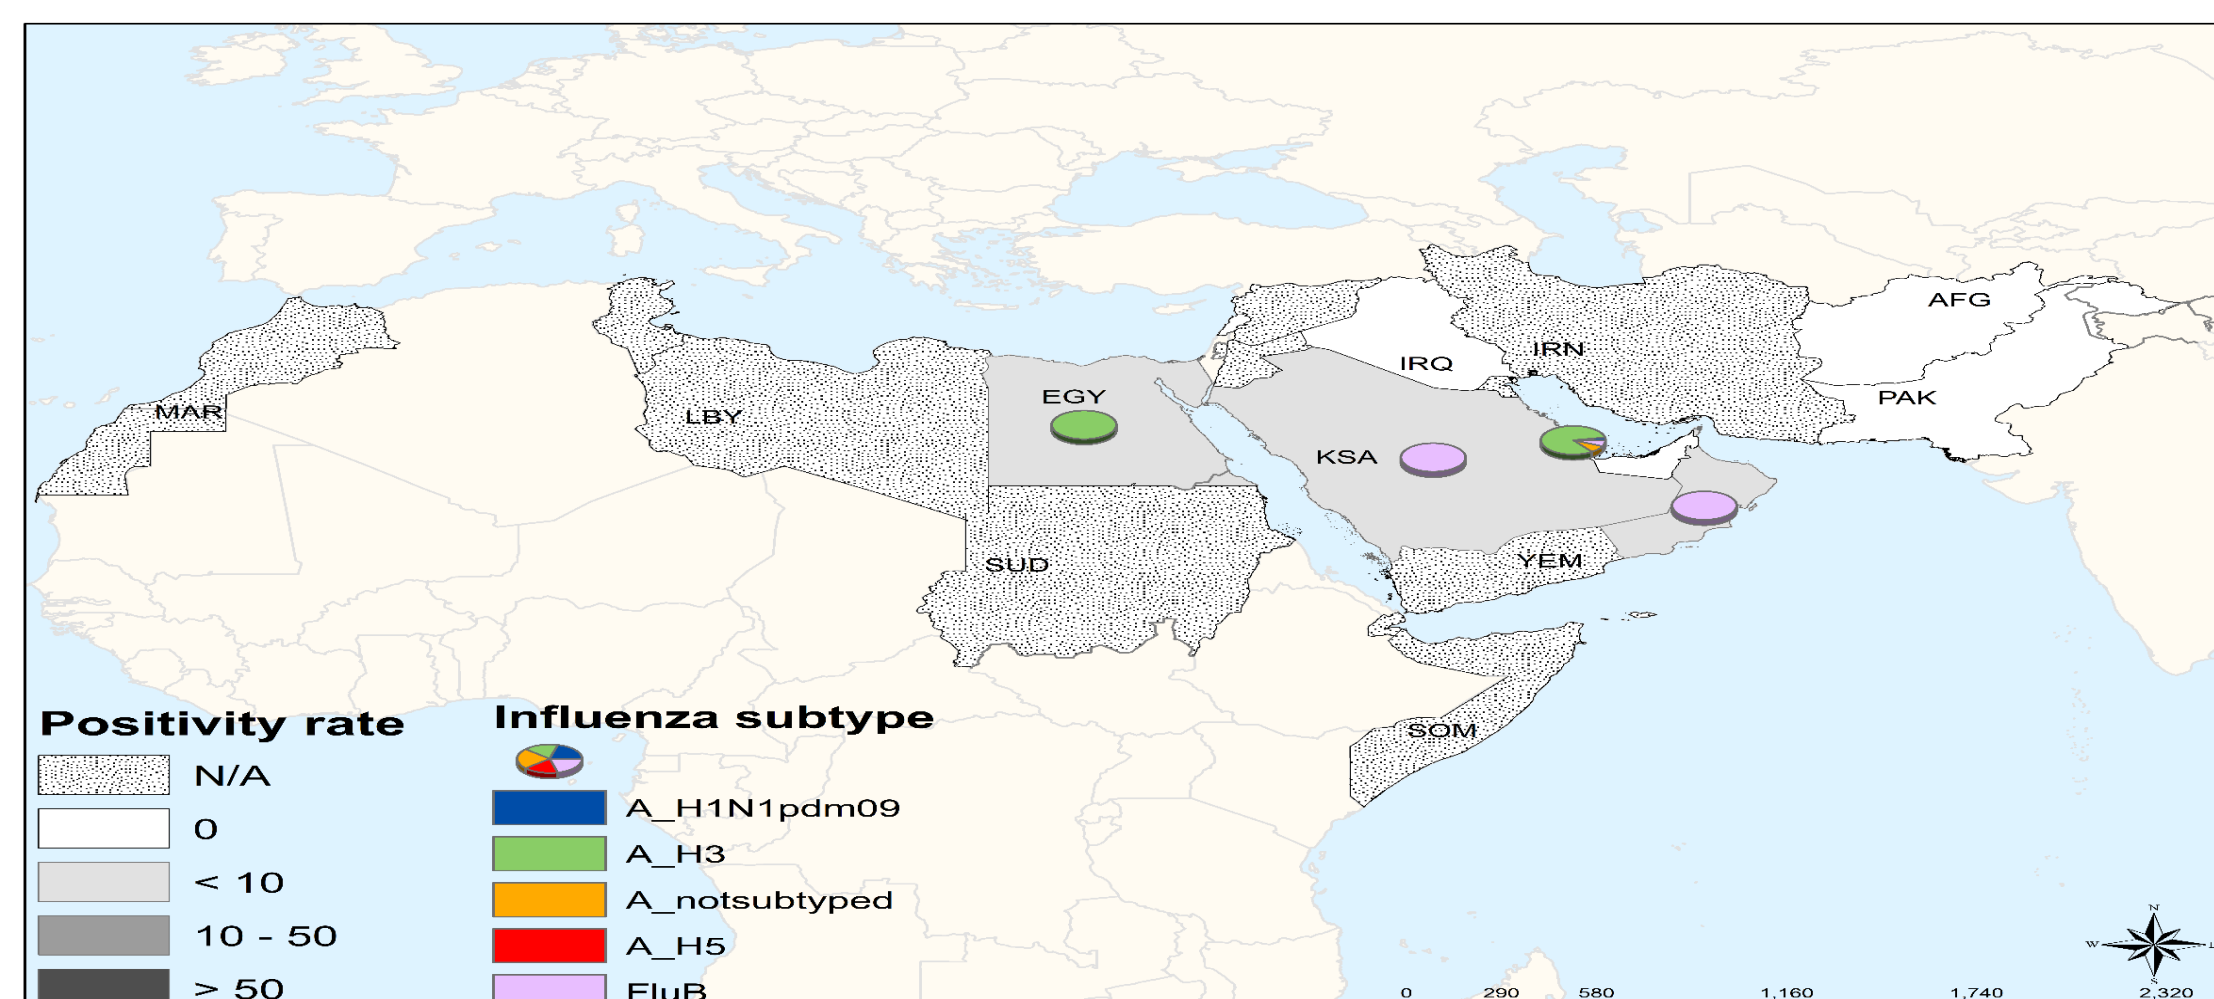 AFG
IRN
IRQ
EGY
PAK
MAR
LBY
KSA
YEM
SUD
SOM
Positivity rate
N/A
0
< 10
10 - 50
> 50
Influenza subtype
A_H1N1pdm09
A_H3
A_notsubtyped
A_H5
FluB
N
W
S
0 290 580 1,160 1,740 2,320